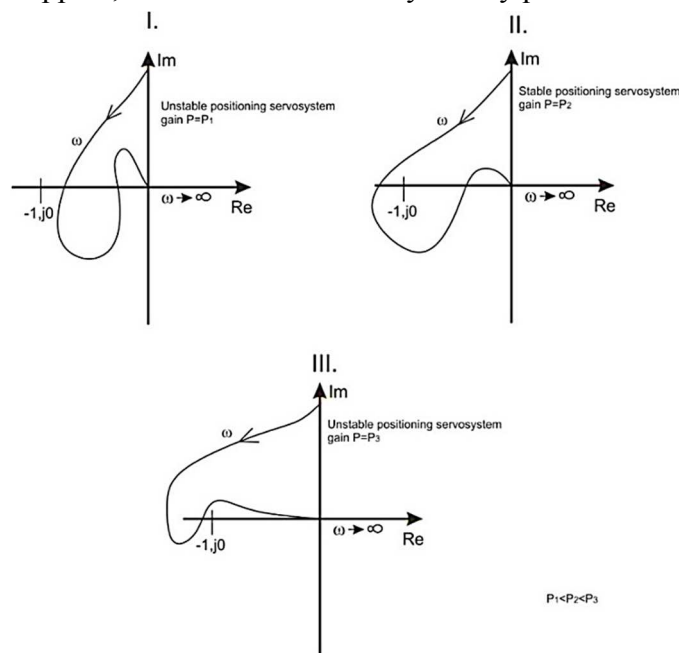 I.
Im
Unstable positioning servosystem
gain P=P1
ω
-1,j0
ω→∞
Re
II.
Im
Stable positioning servosystem
gain P=P2
ω
-1,j0
ω→∞
Re
III.
Im
Unstable positioning servosystem
gain P=P3
ω
-1,j0
ω→∞
Re
P1<P2<P3